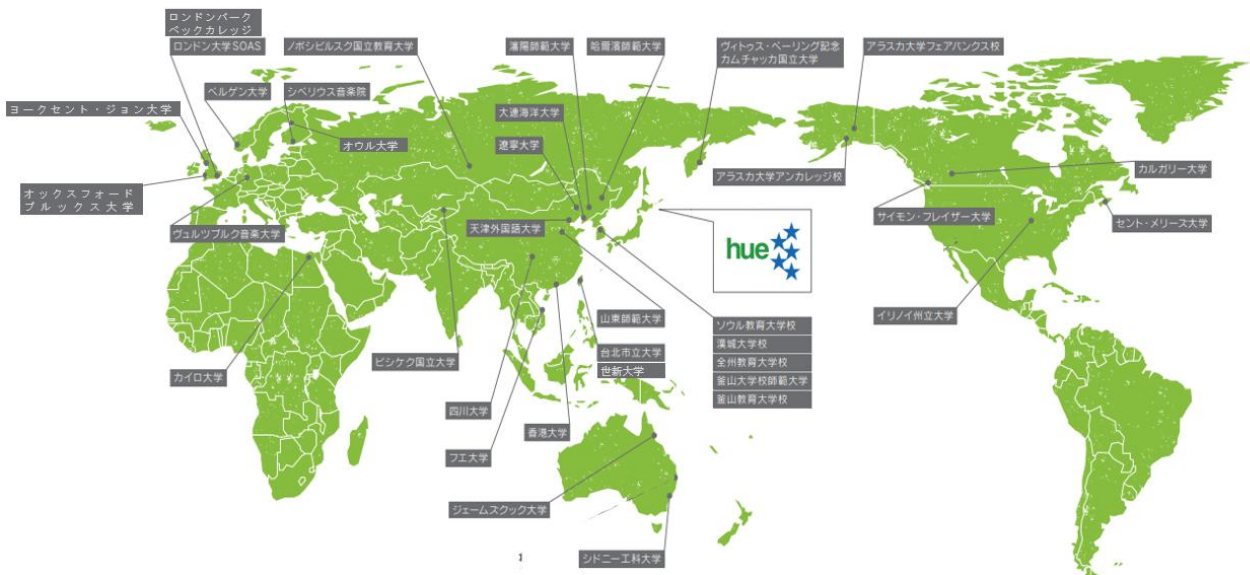 ロンドンバーク
ベックカレッジ
ロンドン大学SOAS
ノボシビルスク国立教育大学
瀋陽師範大学
哈爾濱師範大学
ヴィトゥス・ベーリング記念
カムチャッカ国立大学
アラスカ大学フェアバンクス校
ベルゲン大学
シベリウス音楽院
ヨークセント・ジョン大学
大連海洋大学
オウル大学
遼寧大学
アラスカ大学アンカレッジ校
カルガリー大学
オックスフォード
ブルックス大学
ヴュルツブルク音楽大学
天津外国語大学
サイモン・フレイザー大学
セント・メリーズ大学
hue
山東師範大学
ソウル教育大学校
イリノイ州立大学
漢城大学校
台北市立大学
ビシケク国立大学
全州教育大学校
世新大学
カイロ大学
釜山大学校師範大学
釜山教育大学校
四川大学
香港大学
フエ大学
ジェームスクック大学
シドニー工科大学
1